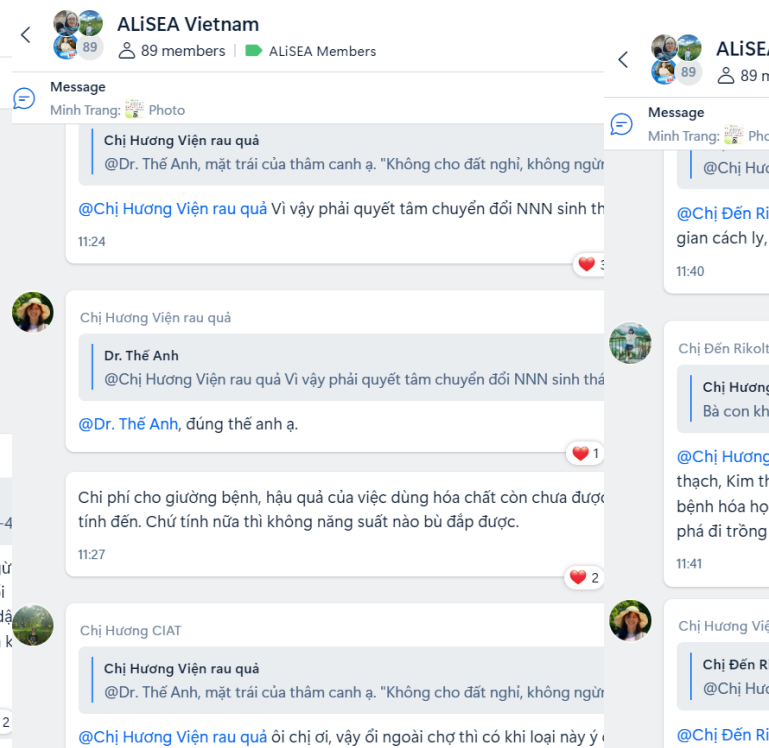 ALiSEA Vietnam
89
89 members
ALiSEA Members
Message
Minh Trang: Photo
Chị Hương Viện rau quả
@Dr. Thế Anh, mặt trái của thâm canh ạ. "Không cho đất nghỉ, không ngừn
@Chị Hương Viện rau quả Vì vậy phải quyết tâm chuyển đổi NNN sinh th
11:24
Chị Hương Viện rau quả
Dr. Thế Anh
@Chị Hương Viện rau quả Vì vậy phải quyết tâm chuyển đổi NNN sinh thá
@Dr. Thế Anh, đúng thế anh ạ.
1
Chi phí cho giường bệnh, hậu quả của việc dùng hóa chất còn chưa được
tính đến. Chứ tính nữa thì không năng suất nào bù đắp được.
11:27
2
Chị Hương CIAT
Chị Hương Viện rau quả
@Dr. Thế Anh, mặt trái của thâm canh ạ. "Không cho đất nghỉ, không ngừn
@Chị Hương Viện rau quả ôi chị ơi, vậy ổi ngoài chợ thì có khi loại này ý
2
ALiSEA
89
89 m
Message
Minh Trang: Pho
@Chị Hươ
@Chị Đến Ri
gian cách ly,
11:40
Chị Đến Rikolt
Chị Hương
Bà con kh
@Chị Hương
thạch, Kim th
bệnh hóa họ
phá đi trồng
11:41
Chị Hương Việ
Chị Đến R
@Chị Hươ
@Chị Đến Ri